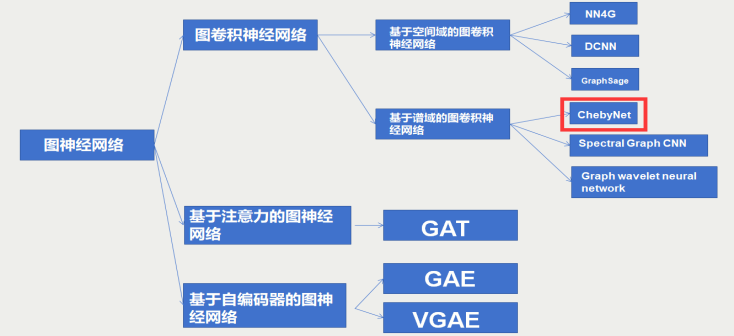 图神经网络
图卷积神经网络
基于空间域的图卷积
神经网络
NN4G
DCNN
GraphSage
基于谱域的图卷积神
经网络
ChebyNet
Spectral Graph CNN
Graph wavelet neural
network
基于注意力的图神经
网络
GAT
基于自编码器的图神
经网络
GAE
VGAE